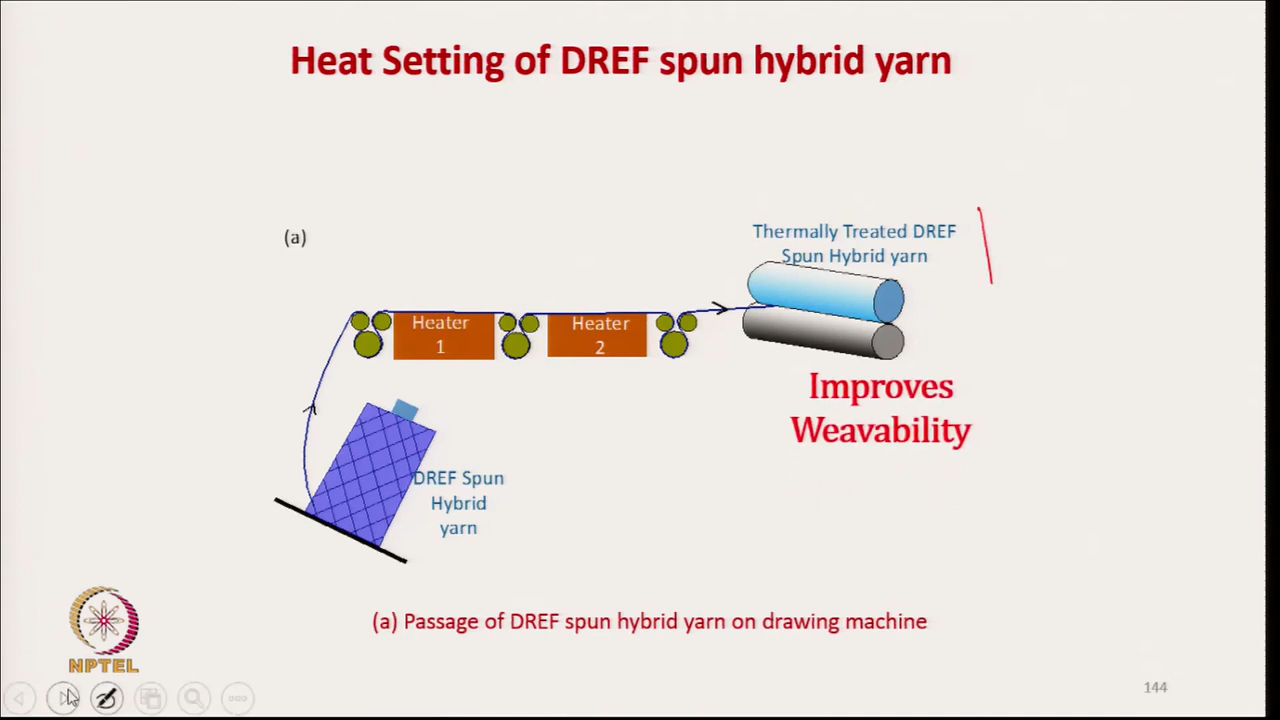 Heat Setting of DREF spun hybrid yarn
(a)
Thermally Treated DREF
Spun Hybrid yarn
Heater
1
Heater
2
Improves
Weavability
DREF Spun
Hybrid
yarn
(a) Passage of DREF spun hybrid yarn on drawing machine
NPTEL
144